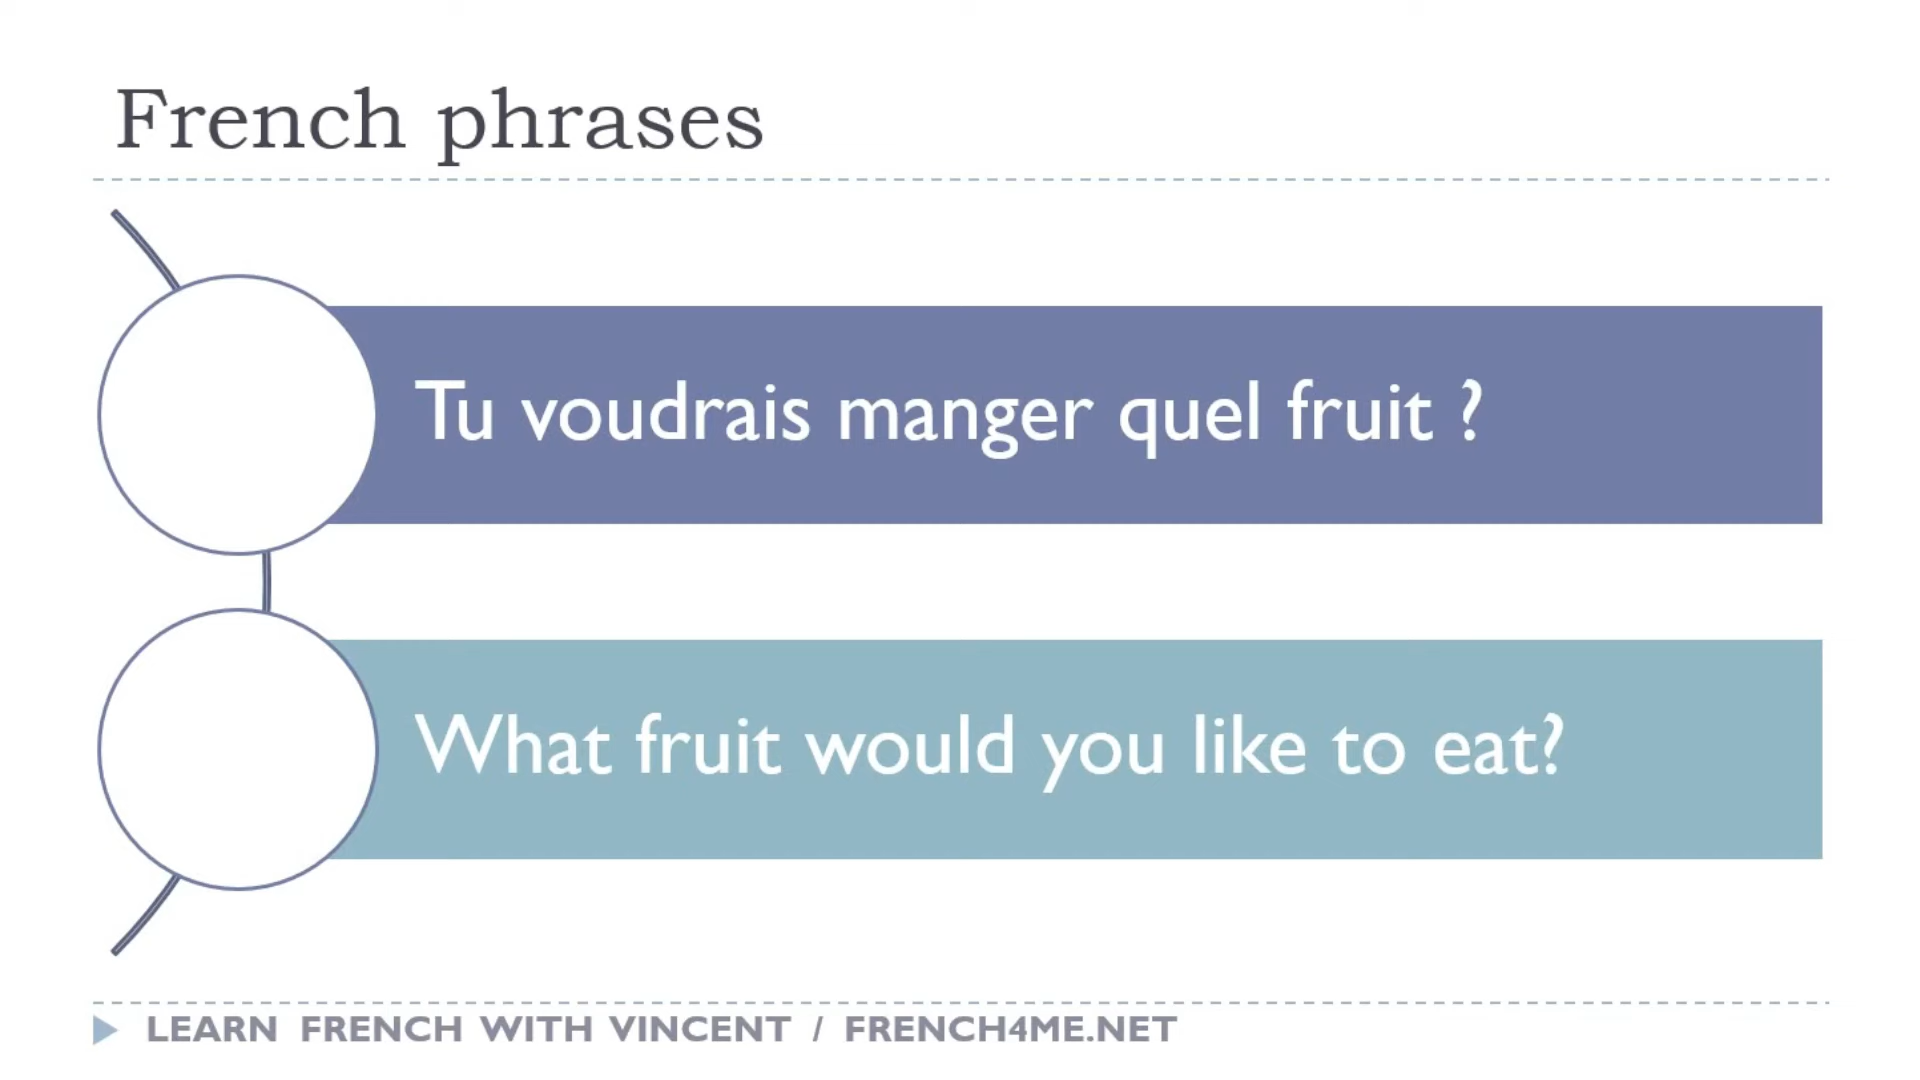 French phrases
Tu voudrais manger quel fruit ?
What fruit would you like to eat?
LEARN FRENCH WITH VINCENT / FRENCH4ME.NET